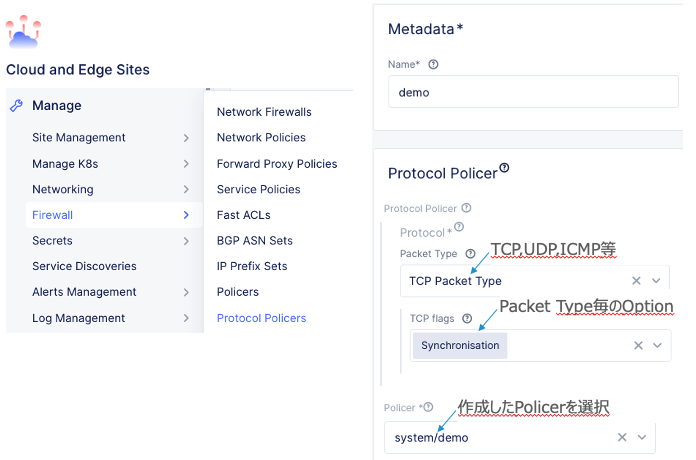 Cloud and Edge Sites
Manage
Site Management
Manage K8s
Networking
Firewall
Secrets
Service Discoveries
Alerts Management
Log Management
Network Firewalls
Network Policies
Forward Proxy Policies
Service Policies
Fast ACLs
BGP ASN Sets
IP Prefix Sets
Policers
Protocol Policers
Metadata*
Name*
demo
Protocol Policer
Protocol Policer
Protocol *
TCP,UDP,ICMP等
Packet Type
TCP Packet Type
Packet Type毎のOption
TCP flags
Synchronisation
作成したPolicerを選択
Policer *
system/demo